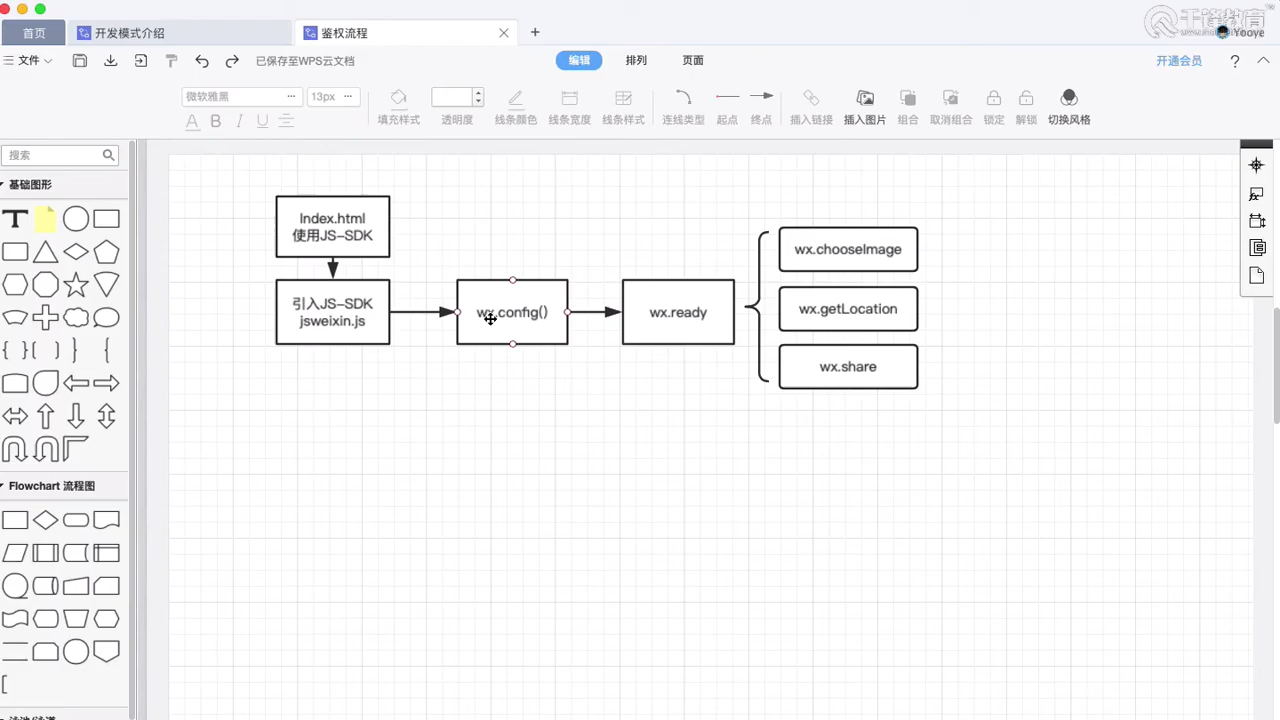 千锋教育
首页
开发模式介绍
鉴权流程
Yooye
文件
已保存至WPS云文档
编辑
排列
页面
开通会员
微软雅黑
13px
填充样式
透明度
线条颜色
线条宽度
线条样式
连线类型
起点
终点
插入链接
插入图片
组合
取消组合
锁定
解锁
切换风格
搜索
基础图形
Flowchart 流程图
Index.html
使用JS-SDK
引入JS-SDK
jsweixin.js
wx.config()
wx.ready
wx.chooseImage
wx.getLocation
wx.share